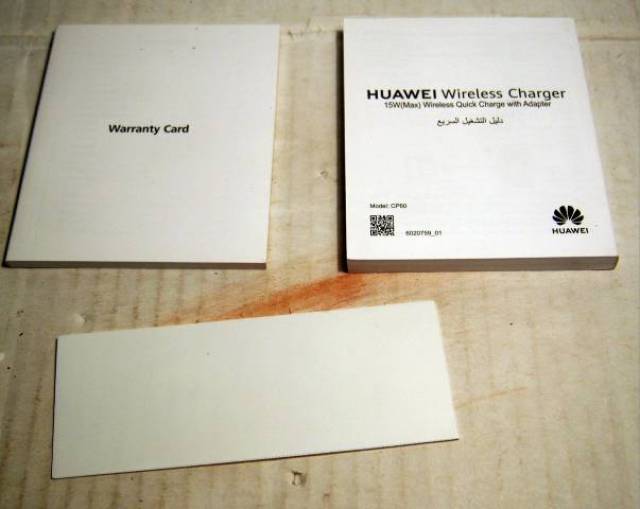 Warranty Card
HUAWEI Wireless Charger
15W(Max) Wireless Quick Charge with Adapter
دليل التشغيل السريع
Model: CP60
6020759_01
HUAWEI